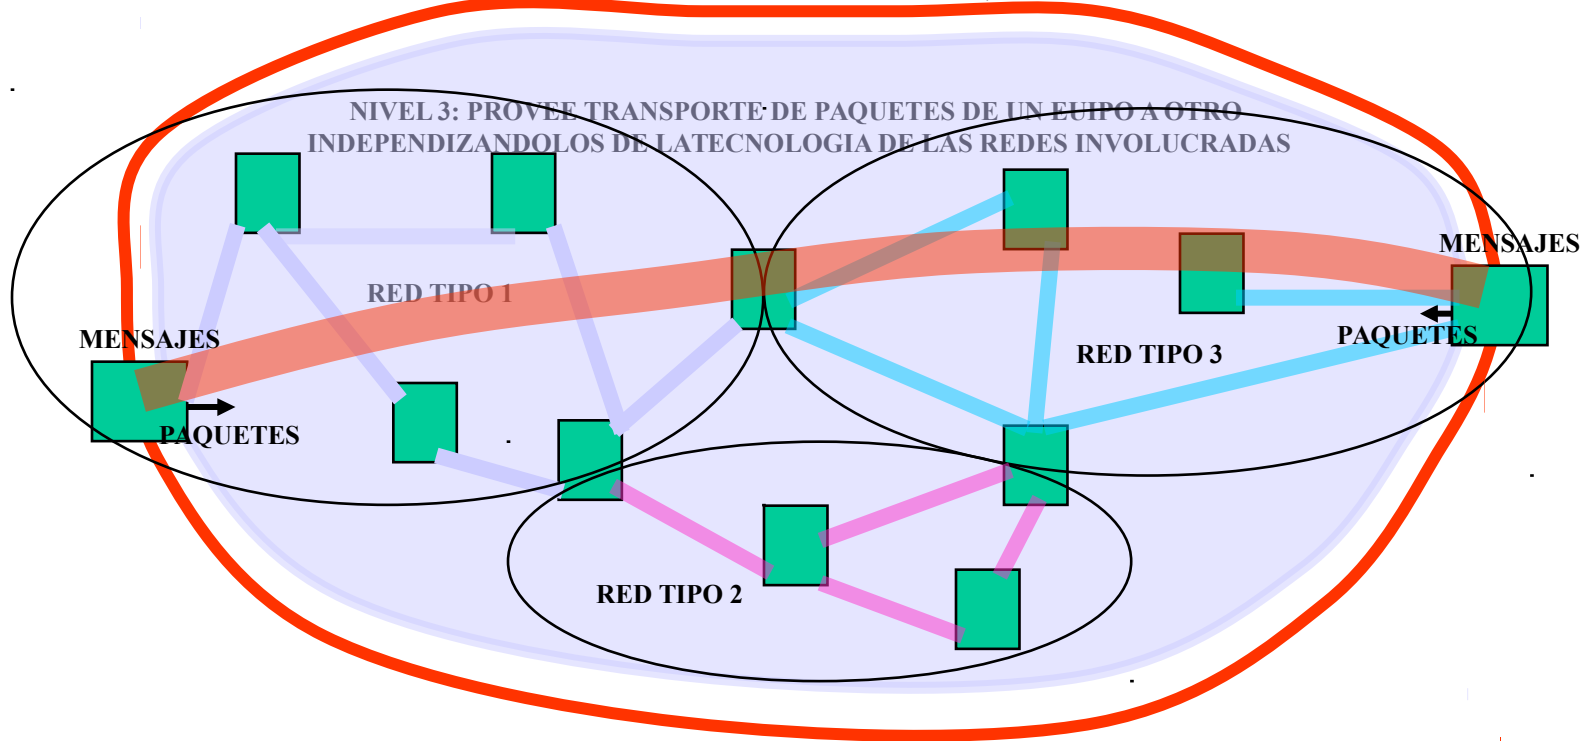 NIVEL 3: PROVEE TRANSPORTE DE PAQUETES DE UN EUIPO A OTRO
INDEPENDIZANDOLOS DE LATECNOLOGIA DE LAS REDES INVOLUCRADAS
MENSAJES
RED TIPO 1
MENSAJES
PAQUETES
RED TIPO 3
PAQUETES
RED TIPO 2